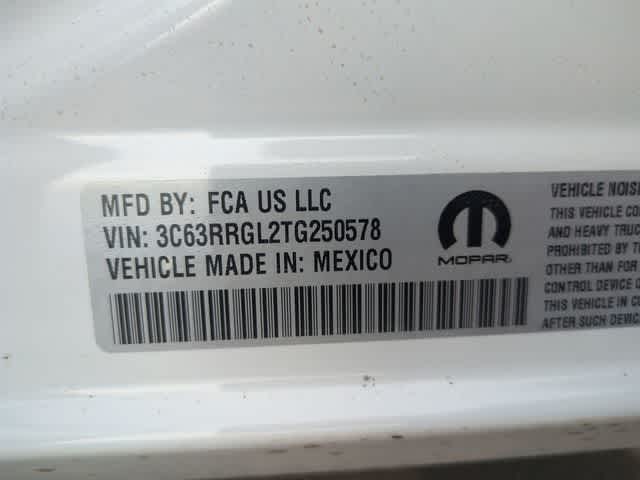 MFD BY: FCA US LLC
VIN: 3C63RRGL2TG250578
VEHICLE MADE IN: MEXICO
MOPAR
VEHICLE NOIS
THIS VEHICLE CO
AND HEAVY TRUC
PROHIBITED BY T
OTHER THAN FOR
CONTROL DEVICE O
THIS VEHICLE IN C
AFTER SUCH DEVIC